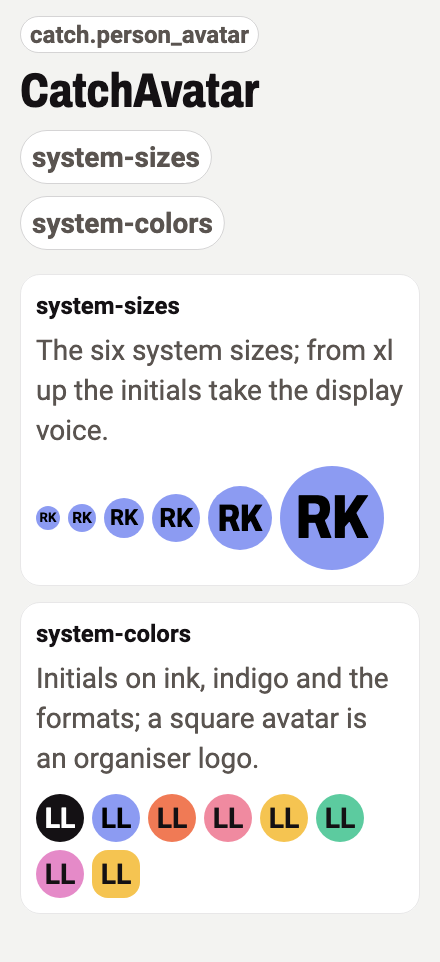 catch.person_avatar
CatchAvatar
system-sizes
system-colors
system-sizes
The six system sizes; from xl
up the initials take the display
voice.
RK RK RK RK RK RK
system-colors
Initials on ink, indigo and the
formats; a square avatar is
an organiser logo.
LL LL LL LL LL LL
LL LL